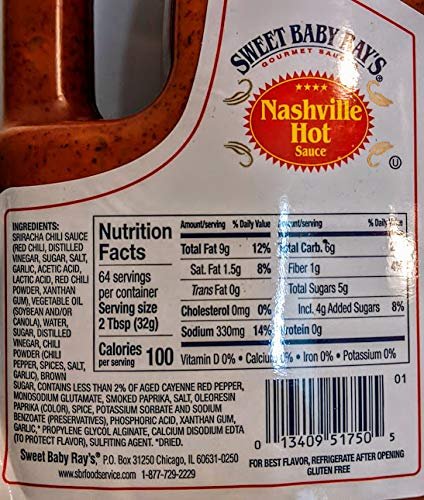 SWEET BABY RAY'S
GOURMET SAUCES
Nashville
Hot
Sauce
U
INGREDIENTS:
SRIRACHA CHILI SAUCE
(RED CHILI, DISTILLED
VINEGAR, SUGAR, SALT,
GARLIC, ACETIC ACID,
LACTIC ACID, RED CHILI
POWDER, XANTHAN
GUM), VEGETABLE OIL
(SOYBEAN AND/OR
CANOLA), WATER,
SUGAR, DISTILLED
VINEGAR, CHILI
POWDER (CHILI
PEPPER, SPICES, SALT,
GARLIC), BROWN
SUGAR, CONTAINS LESS THAN 2% OF AGED CAYENNE RED PEPPER,
MONOSODIUM GLUTAMATE, SMOKED PAPRIKA, SALT, OLEORESIN
PAPRIKA (COLOR), SPICE, POTASSIUM SORBATE AND SODIUM
BENZOATE (PRESERVATIVES), PHOSPHORIC ACID, XANTHAN GUM,
GARLIC,* PROPYLENE GLYCOL ALGINATE, CALCIUM DISODIUM EDTA
(TO PROTECT FLAVOR), SULFITING AGENT. *DRIED.
Sweet Baby Ray's,® P.O. Box 31250 Chicago, IL 60631-0250
www.sbrfoodservice.com 1-877-729-2229
Nutrition
Facts
64 servings
per container
Serving size
2 Tbsp (32g)
Calories 100
per serving
Amount/serving % Daily Value
Total Fat 9g 12%
Sat. Fat 1.5g 8%
Trans Fat 0g
Cholesterol 0mg 0%
Sodium 330mg 14%
Amount/serving % Daily Value
Total Carb. 6g
Fiber 1g 4%
Total Sugars 5g
Incl. 4g Added Sugars 8%
Protein 0g
Vitamin D 0% • Calcium 0% • Iron 0% • Potassium 0%
01
0 13409 51750 5
FOR BEST FLAVOR, REFRIGERATE AFTER OPENING
GLUTEN FREE